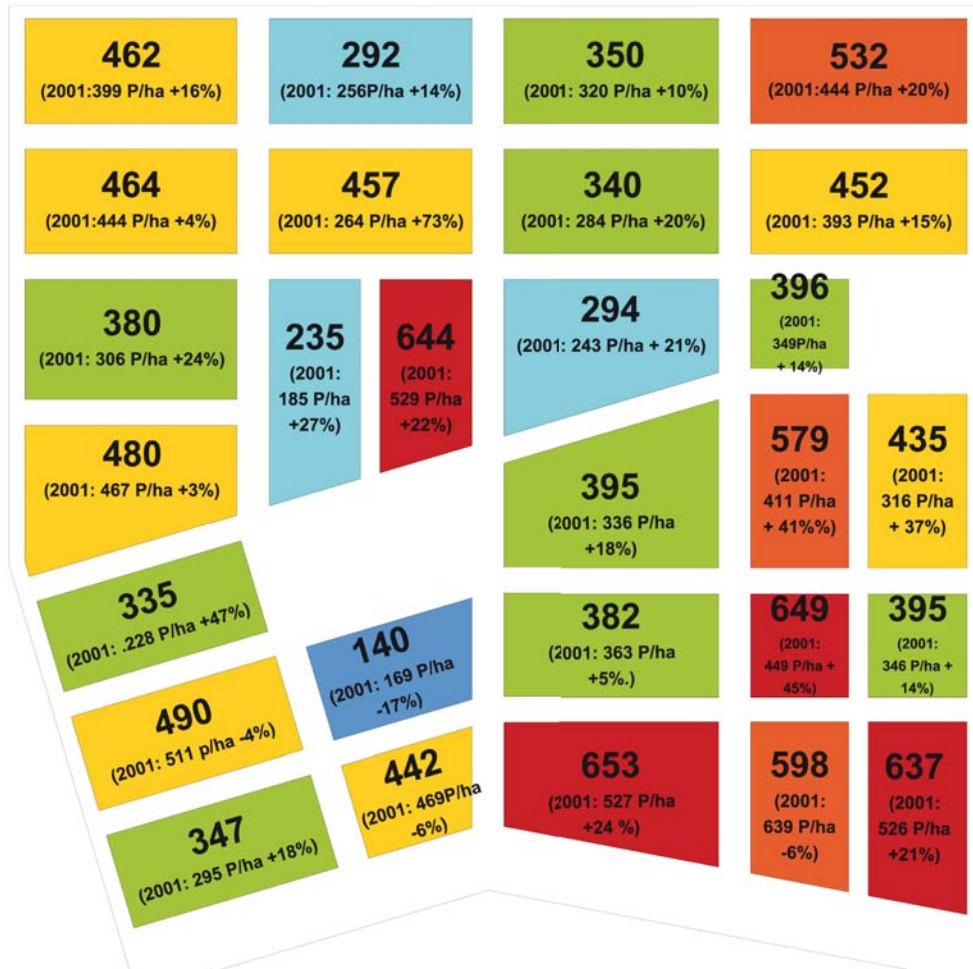 462
(2001:399 P/ha +16%)
292
(2001: 256P/ha +14%)
350
(2001: 320 P/ha +10%)
532
(2001:444 P/ha +20%)
464
(2001:444 P/ha +4%)
457
(2001: 264 P/ha +73%)
340
(2001: 284 P/ha +20%)
452
(2001: 393 P/ha +15%)
380
(2001: 306 P/ha +24%)
235
(2001:
185 P/ha
+27%)
644
(2001:
529 P/ha
+22%)
294
(2001: 243 P/ha + 21%)
396
(2001:
349P/ha
+ 14%)
480
(2001: 467 P/ha +3%)
395
(2001: 336 P/ha
+18%)
579
(2001:
411 P/ha
+ 41%%)
435
(2001:
316 P/ha
+ 37%)
335
(2001: .228 P/ha +47%)
140
(2001: 169 P/ha
-17%)
382
(2001: 363 P/ha
+5%.)
649
(2001:
449 P/ha +
45%)
395
(2001:
346 P/ha +
14%)
490
(2001: 511 p/ha -4%)
442
(2001: 469P/ha
-6%)
653
(2001: 527 P/ha
+24 %)
598
(2001:
639 P/ha
-6%)
637
(2001:
526 P/ha
+21%)
347
(2001: 295 P/ha +18%)